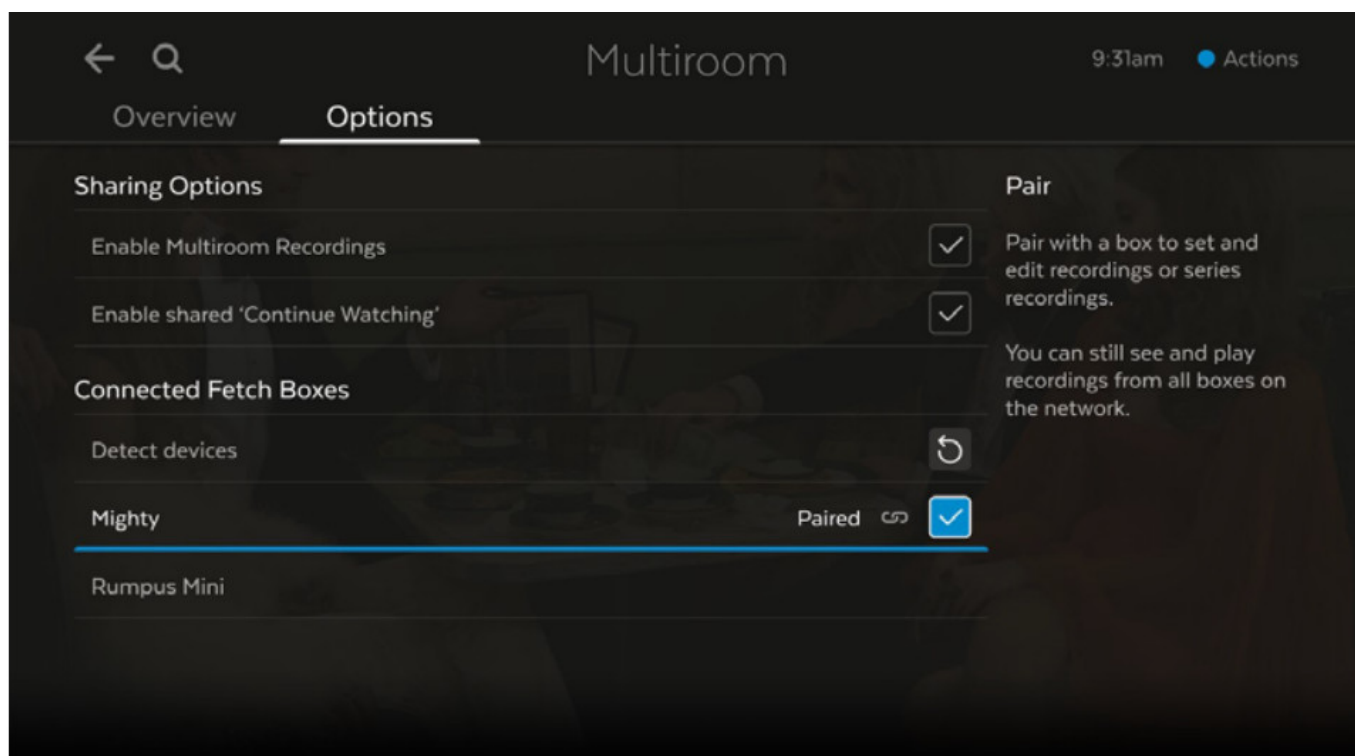 Multiroom
9:31am Actions
Overview Options
Sharing Options
Enable Multiroom Recordings
Enable shared ‘Continue Watching’
Connected Fetch Boxes
Detect devices
Mighty Paired
Rumpus Mini
Pair
Pair with a box to set and
edit recordings or series
recordings.
You can still see and play
recordings from all boxes on
the network.